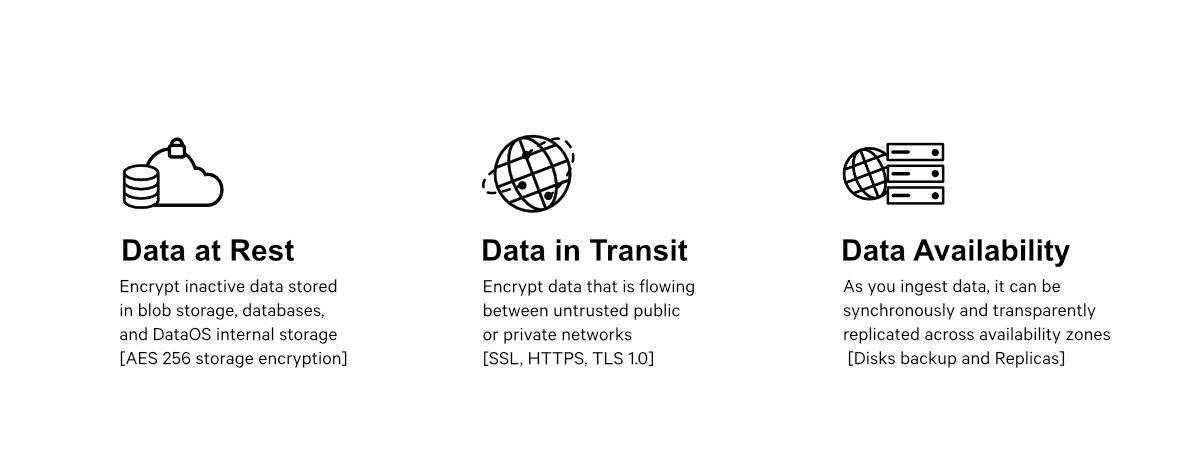 Data at Rest
Encrypt inactive data stored
in blob storage, databases,
and DataOS internal storage
[AES 256 storage encryption]
Data in Transit
Encrypt data that is flowing
between untrusted public
or private networks
[SSL, HTTPS, TLS 1.0]
Data Availability
As you ingest data, it can be
synchronously and transparently
replicated across availability zones
[Disks backup and Replicas]